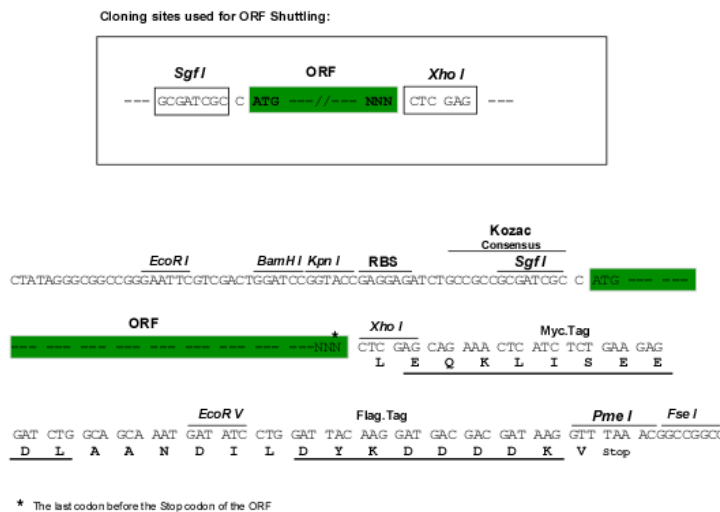 Cloning sites used for ORF Shuttling:
Sgf I ORF Xho I
--- GCGATCGC C ATG ---//--- NNN CTC GAG ---
Kozac
Consensus
EcoR I BamH I Kpn I RBS Sgf I
CTATAGGGCGGCCGGGAATTCGTCGACTGGATCCGGTACCGAGGAGATCTGCCGCCGCGATCGC C ATG --- ---
ORF * Xho I Myc.Tag
--- --- --- --- --- --- --- --- --- --- ---NNN CTC GAG CAG AAA CTC ATC TCT GAA GAG
L E Q K L I S E E
EcoR V Flag.Tag Pme I Fse I
GAT CTG GCA GCA AAT GAT ATC CTG GAT TAC AAG GAT GAC GAC GAT AAG GTT TAA ACGGCCGGCC
D L A A N D I L D Y K D D D D K V Stop
* The last codon before the Stop codon of the ORF